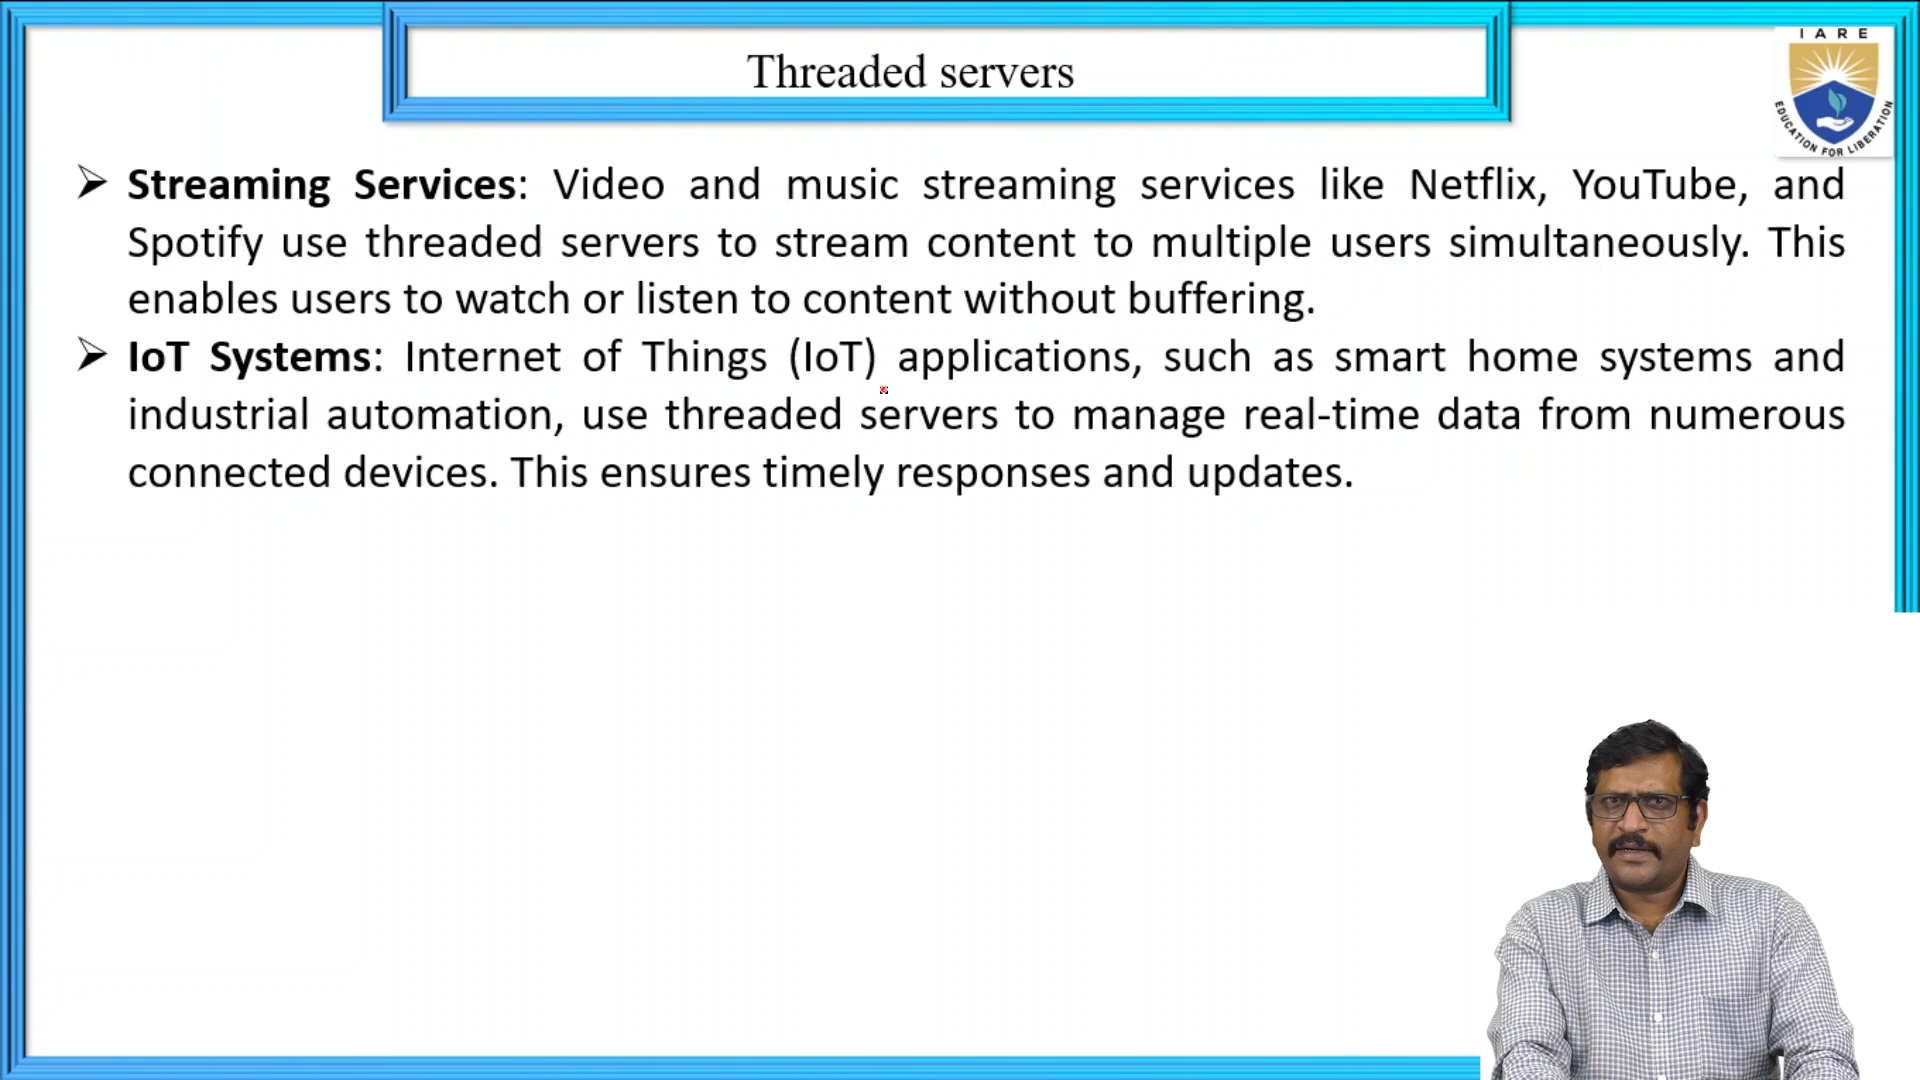 Threaded servers
IARE
EDUCATION FOR LIBERATION
Streaming Services: Video and music streaming services like Netflix, YouTube, and
Spotify use threaded servers to stream content to multiple users simultaneously. This
enables users to watch or listen to content without buffering.
IoT Systems: Internet of Things (IoT) applications, such as smart home systems and
industrial automation, use threaded servers to manage real-time data from numerous
connected devices. This ensures timely responses and updates.